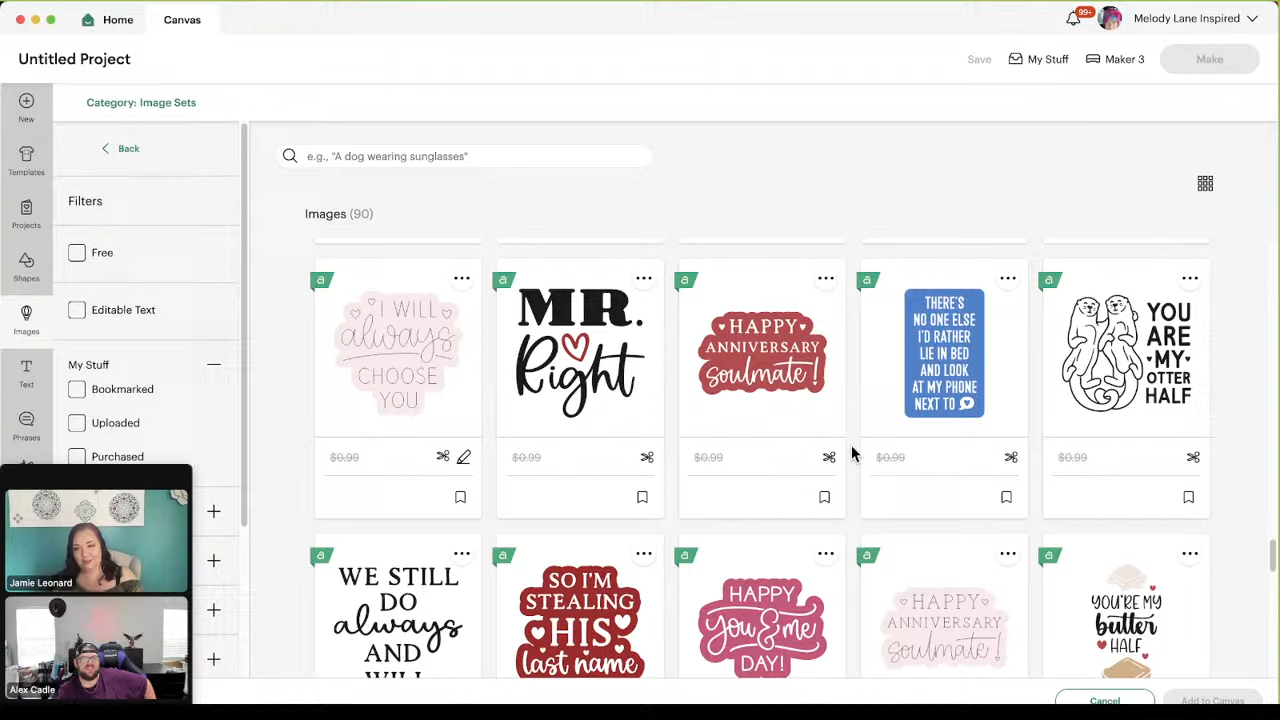 Home
Canvas
99+
Melody Lane Inspired
Untitled Project
Save
My Stuff
Maker 3
Make
New
Templates
Projects
Shapes
Images
Text
Phrases
Category: Image Sets
Back
Filters
Free
Editable Text
My Stuff
Bookmarked
Uploaded
Purchased
e.g., "A dog wearing sunglasses"
Images (90)
a
I WILL
always
CHOOSE
YOU
$0.99
a
MR.
Right
$0.99
a
HAPPY
ANNIVERSARY
soulmate!
$0.99
a
THERE'S
NO ONE ELSE
I'D RATHER
LIE IN BED
AND LOOK
AT MY PHONE
NEXT TO
$0.99
a
YOU
ARE
MY
OTTER
HALF
$0.99
a
WE STILL
DO
always
AND
WILL
a
SO I'M
STEALING
HIS
last name
a
HAPPY
You & me
DAY!
a
HAPPY
ANNIVERSARY
soulmate!
a
YOU'RE MY
butter
HALF
Jamie Leonard
Alex Cadle
Cancel
Add to Canvas